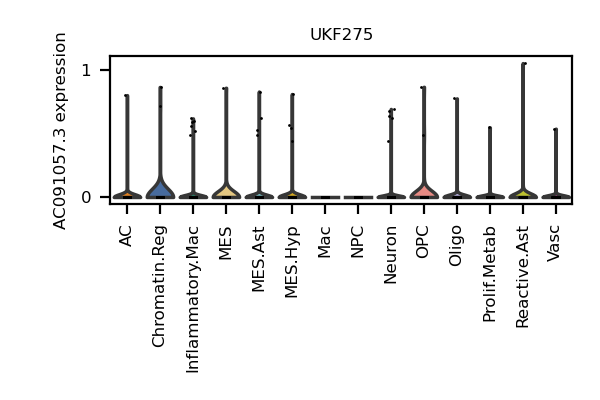 UKF275
AC091057.3 expression
1
0
AC
Chromatin.Reg
Inflammatory.Mac
MES
MES.Ast
MES.Hyp
Mac
NPC
Neuron
OPC
Oligo
Prolif.Metab
Reactive.Ast
Vasc